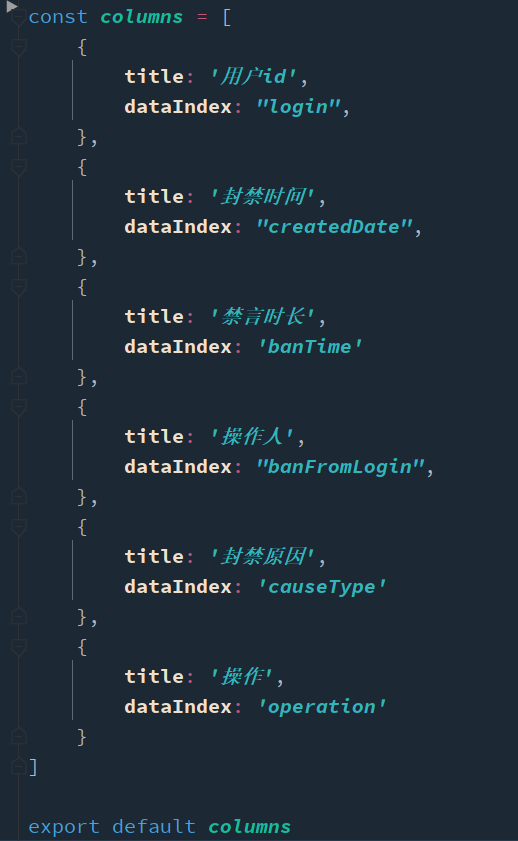 const columns = [
{
title: '用户id',
dataIndex: "login",
},
{
title: '封禁时间',
dataIndex: "createdDate",
},
{
title: '禁言时长',
dataIndex: 'banTime'
},
{
title: '操作人',
dataIndex: "banFromLogin",
},
{
title: '封禁原因',
dataIndex: 'causeType'
},
{
title: '操作',
dataIndex: 'operation'
}
]
export default columns